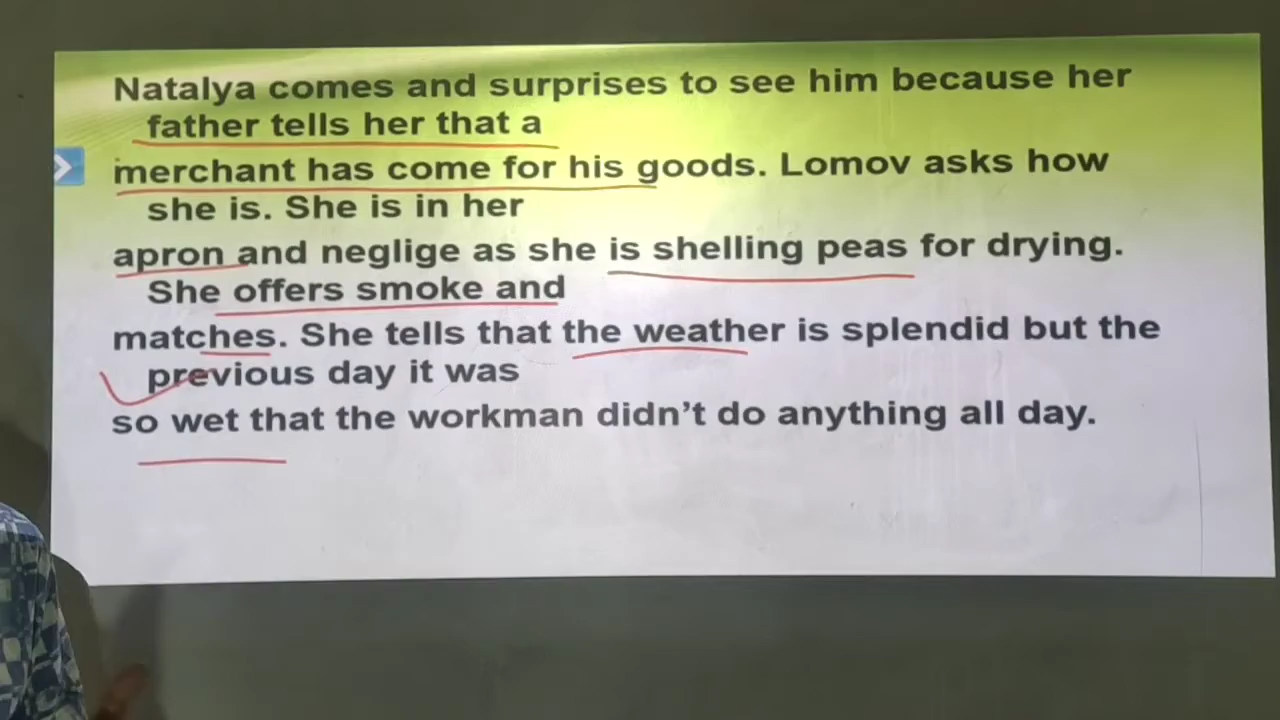 Natalya comes and surprises to see him because her
father tells her that a
merchant has come for his goods. Lomov asks how
she is. She is in her
apron and neglige as she is shelling peas for drying.
She offers smoke and
matches. She tells that the weather is splendid but the
previous day it was
so wet that the workman didn't do anything all day.